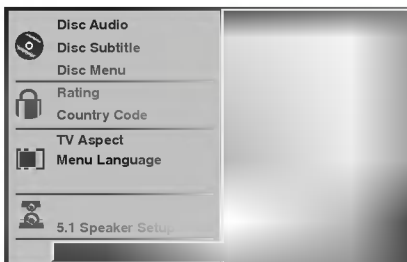 Disc Audio
Disc Subtitle
Disc Menu
Rating
Country Code
TV Aspect
Menu Language
5.1 Speaker Setup